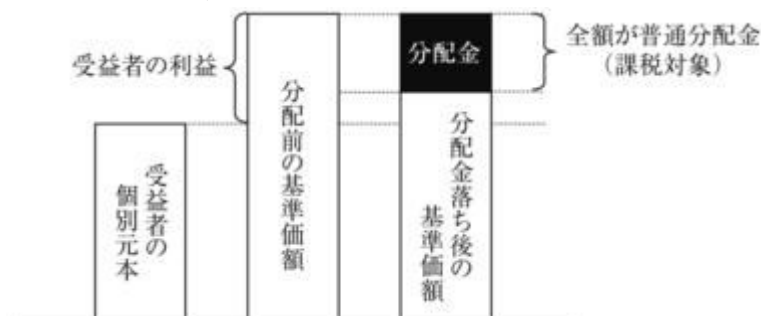 受益者の利益
分配金
全額が普通分配金
（課税対象）
受益者の
個別元本
分配前の基準価額
分配金落ち後の
基準価額